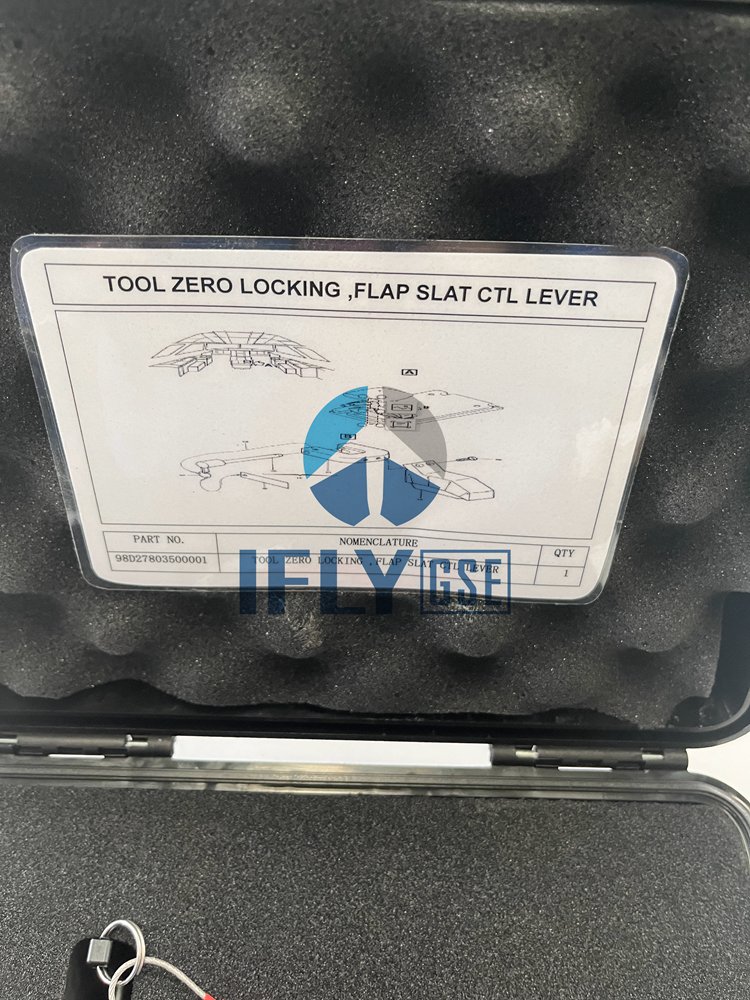 TOOL ZERO LOCKING ,FLAP SLAT CTL LEVER
A
B
PART NO. NOMENCLATURE QTY
98D27803500001 TOOL ZERO LOCKING ,FLAP SLAT CTL LEVER 1
IFLY GSE